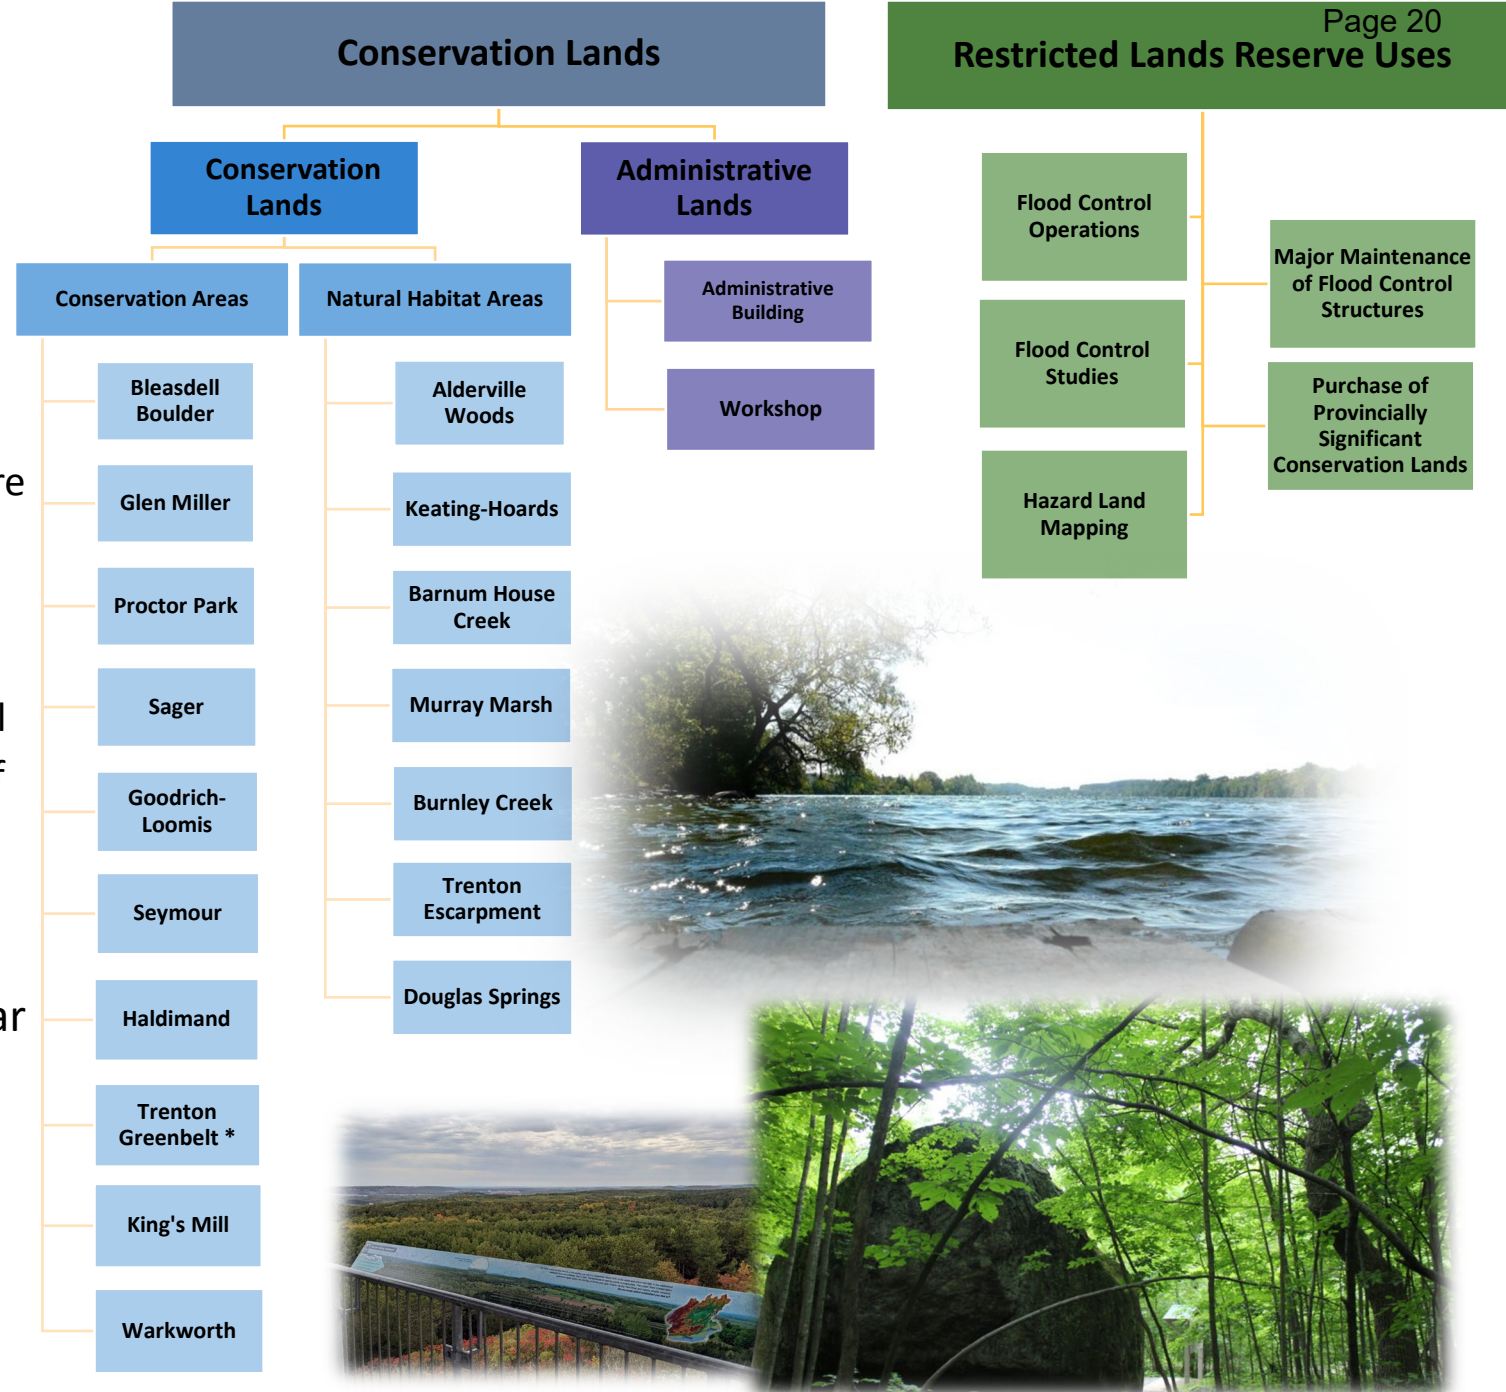 Page 20
Conservation Lands
Restricted Lands Reserve Uses
Conservation
Lands
Administrative
Lands
Conservation Areas
Natural Habitat Areas
Administrative
Building
Workshop
Bleasdell
Boulder
Glen Miller
Proctor Park
Sager
Goodrich-
Loomis
Seymour
Haldimand
Trenton
Greenbelt *
King's Mill
Warkworth
Alderville
Woods
Keating-Hoards
Barnum House
Creek
Murray Marsh
Burnley Creek
Trenton
Escarpment
Douglas Springs
Flood Control
Operations
Flood Control
Studies
Hazard Land
Mapping
Major Maintenance
of Flood Control
Structures
Purchase of
Provincially
Significant
Conservation Lands